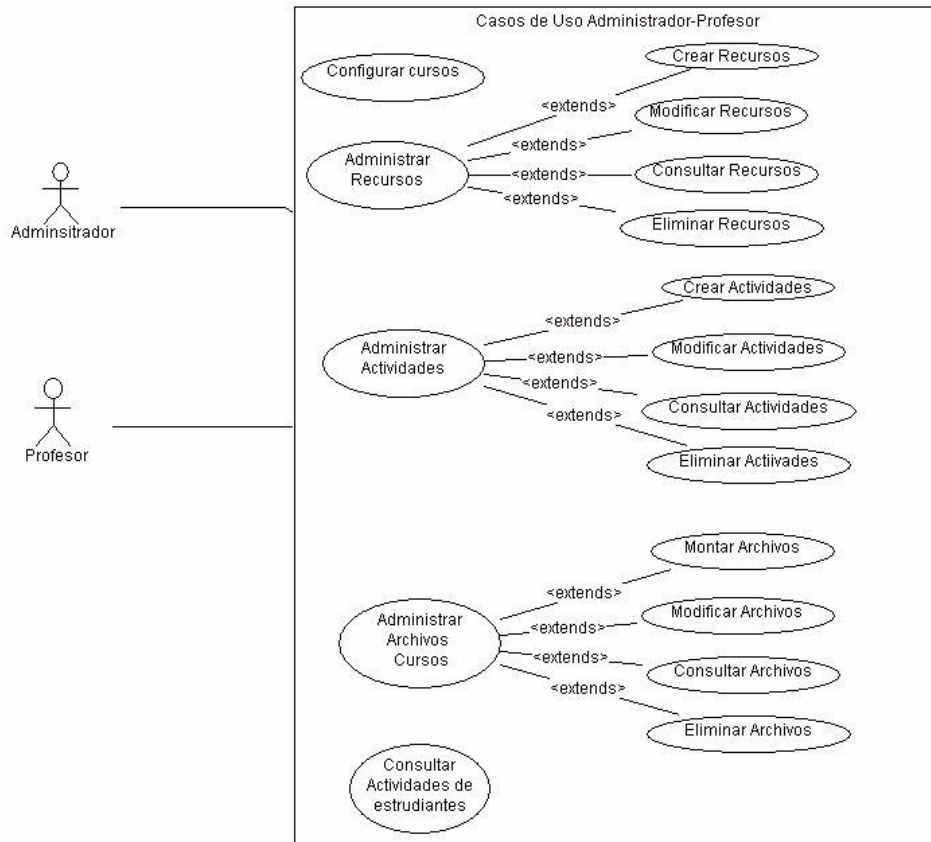 Casos de Uso Administrador-Profesor
Configurar cursos
Crear Recursos
<extends>
Modificar Recursos
<extends>
Administrar
Recursos
Consultar Recursos
<extends>
<extends>
Eliminar Recursos
Adminsitrador
Crear Actividades
<extends>
Administrar
Actividades
Modificar Actividades
<extends>
<extends>
Consultar Actividades
<extends>
Eliminar Actiivades
Profesor
Montar Archivos
<extends>
Administrar
Archivos
Cursos
Modificar Archivos
<extends>
<extends>
Consultar Archivos
<extends>
Eliminar Archivos
Consultar
Actividades de
estrudiantes